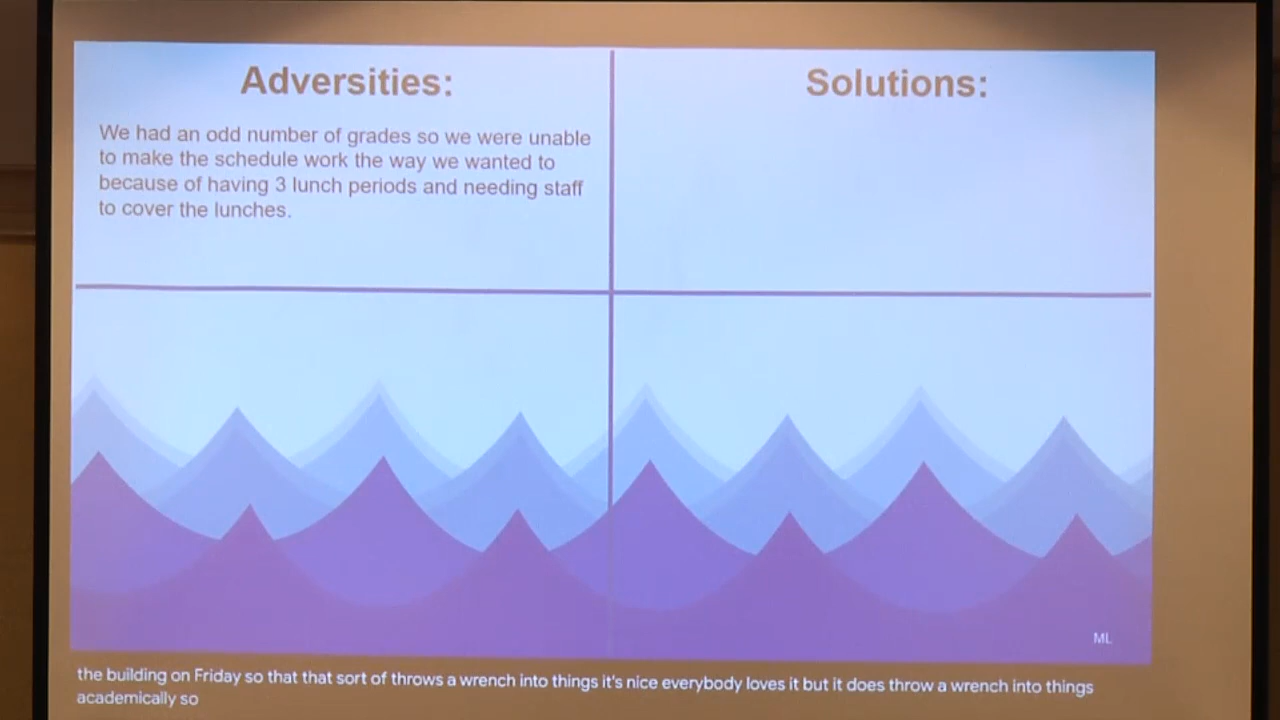 Adversities:
Solutions:
We had an odd number of grades so we were unable
to make the schedule work the way we wanted to
because of having 3 lunch periods and needing staff
to cover the lunches.
ML
the building on Friday so that that sort of throws a wrench into things it's nice everybody loves it but it does throw a wrench into things
academically so